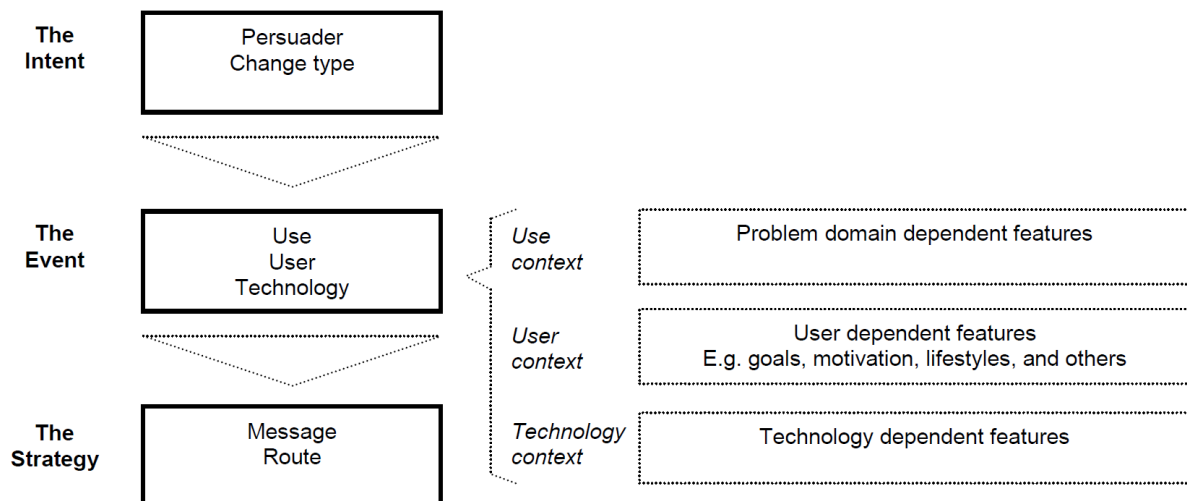 The
Intent
Persuader
Change type
The
Event
Use
User
Technology
Use
context
Problem domain dependent features
User
context
User dependent features
E.g. goals, motivation, lifestyles, and others
The
Strategy
Message
Route
Technology
context
Technology dependent features